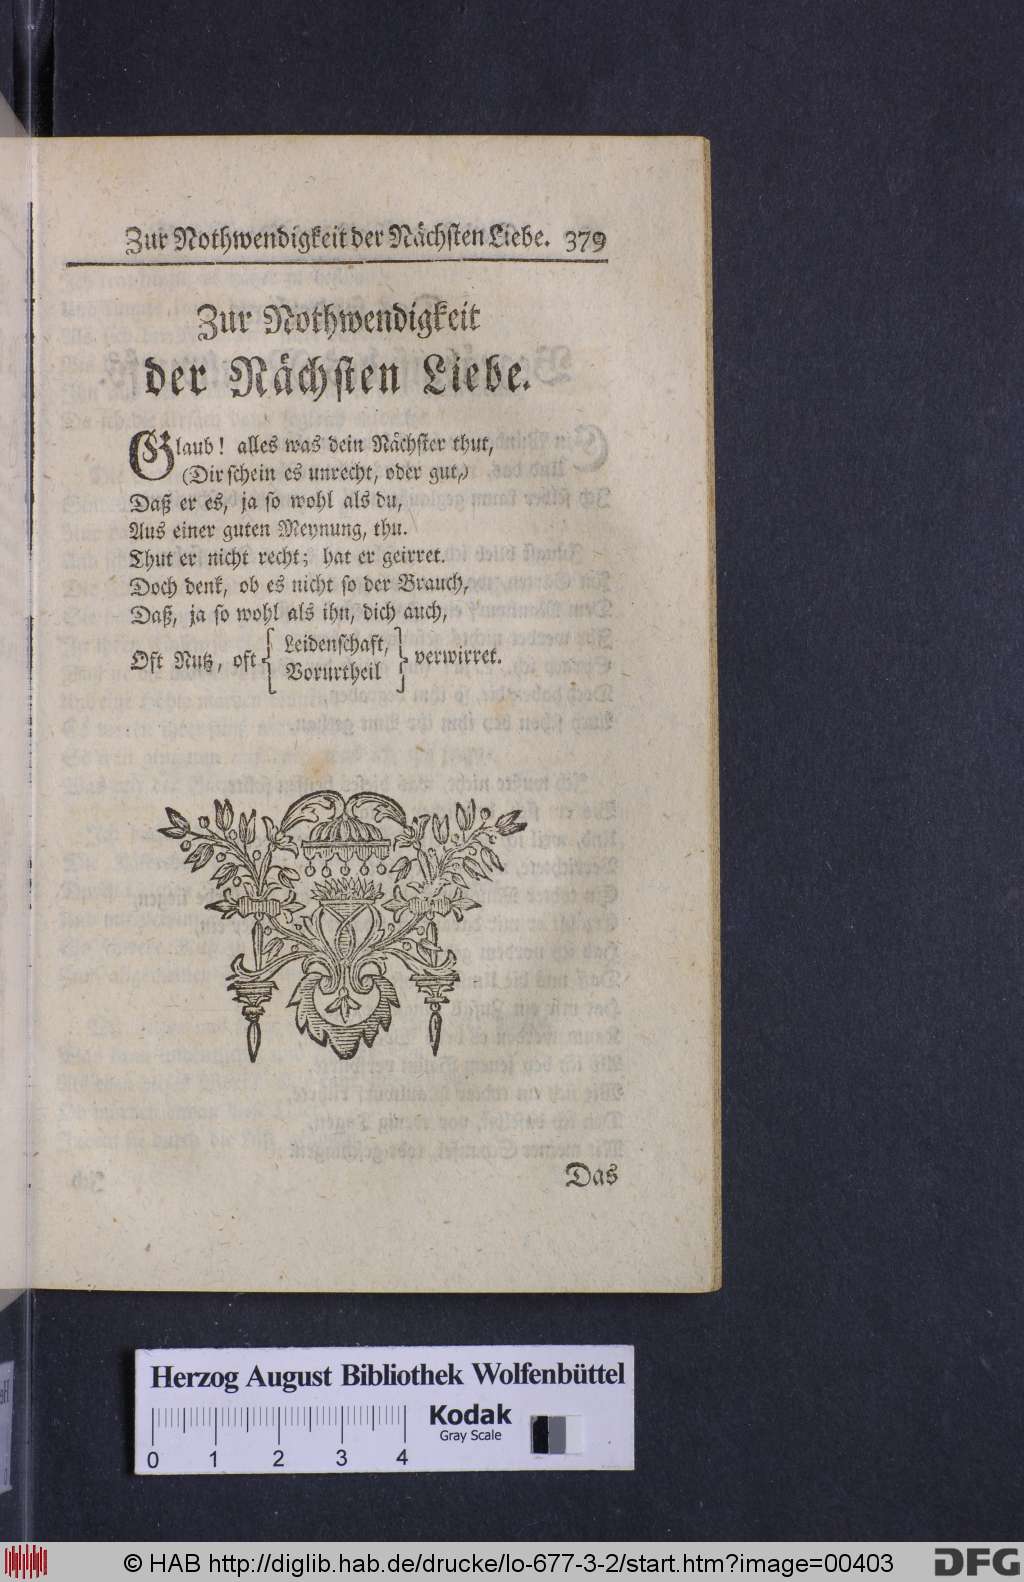 Zur Nothwendigkeit der Nächsten Liebe. 379
Zur Nothwendigkeit
der Nächsten Liebe.
Glaub! alles was dein Nächster thut,
(Dir schein es unrecht, oder gut,)
Daß er es, ja so wohl als du,
Aus einer guten Meynung, thu.
Thut er nicht recht; hat er geirret.
Doch denk, ob es nicht so der Brauch,
Daß, ja so wohl als ihn, dich auch,
Oft Nutz, oft { Leidenschaft, } verwirret.
Vorurtheil
Das
Herzog August Bibliothek Wolfenbüttel
Kodak
Gray Scale
0 1 2 3 4
© HAB http://diglib.hab.de/drucke/lo-677-3-2/start.htm?image=00403
DFG